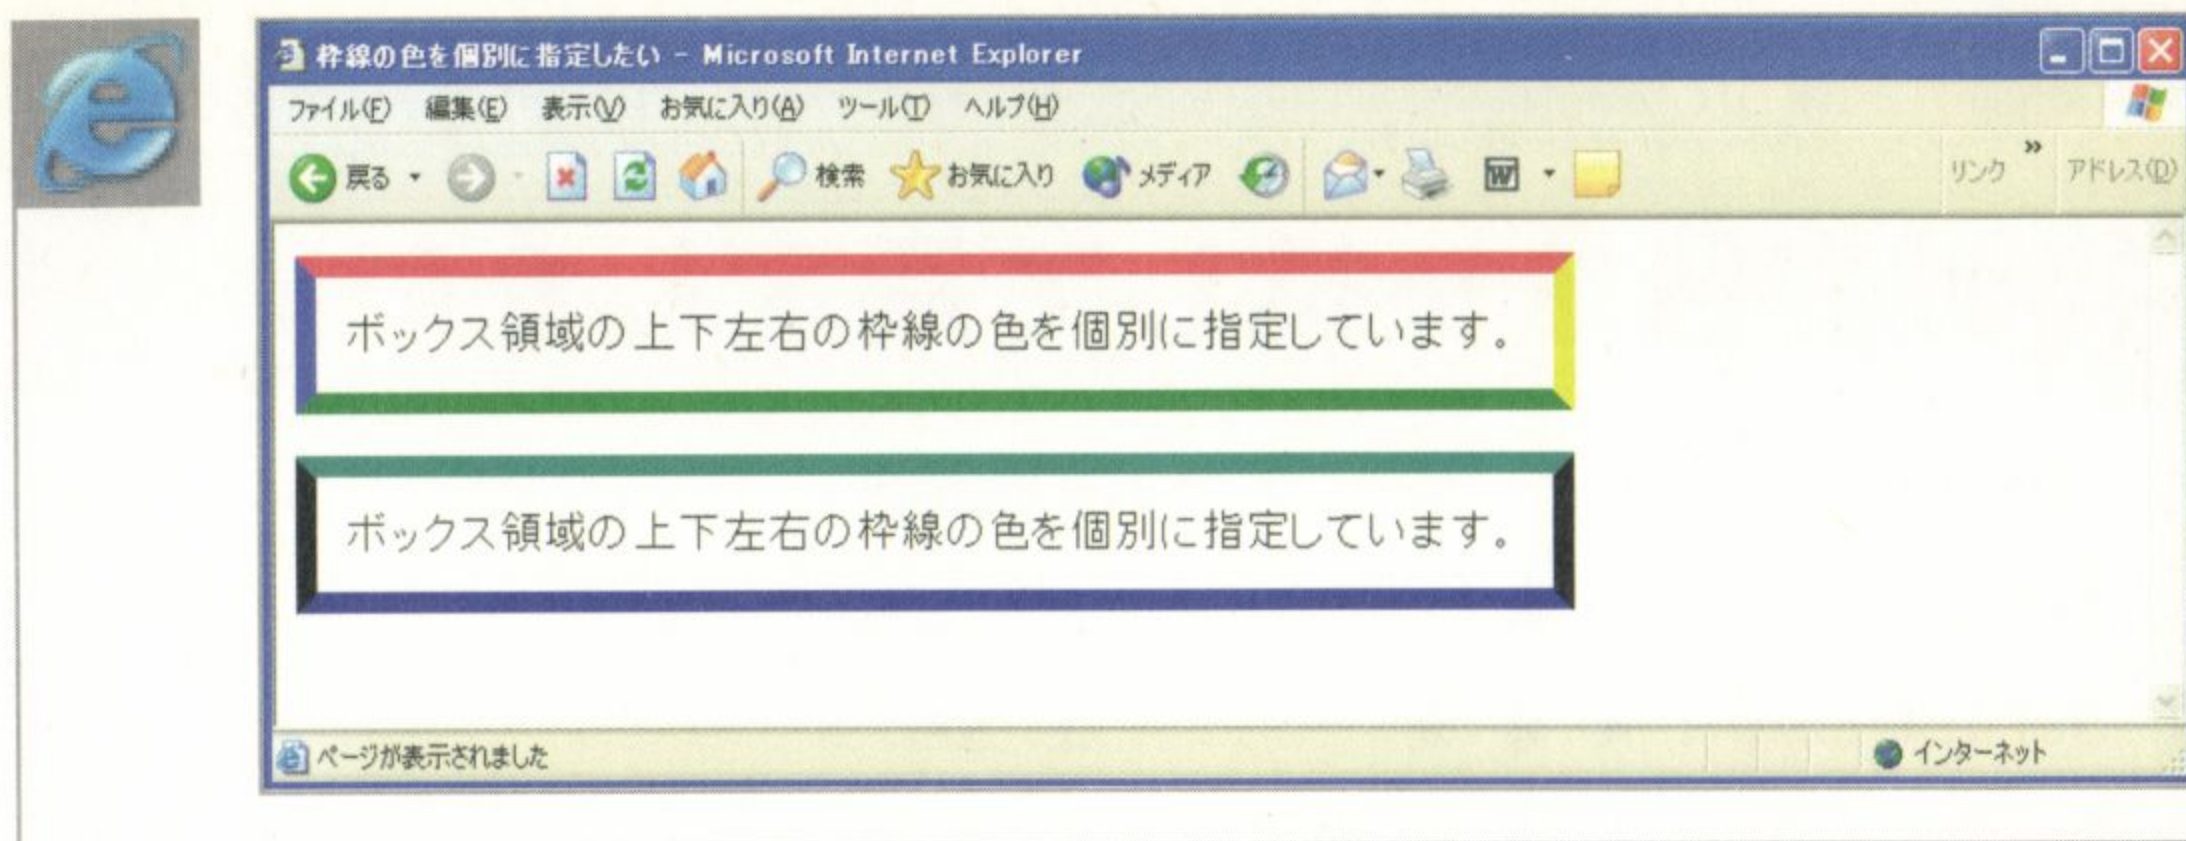 枠線の色を個別に指定したい - Microsoft Internet Explorer
ファイル(F) 編集(E) 表示(V) お気に入り(A) ツール(T) ヘルプ(H)
戻る 検索 お気に入り メディア W リンク » アドレス(D)
ボックス領域の上下左右の枠線の色を個別に指定しています。
ボックス領域の上下左右の枠線の色を個別に指定しています。
ページが表示されました インターネット